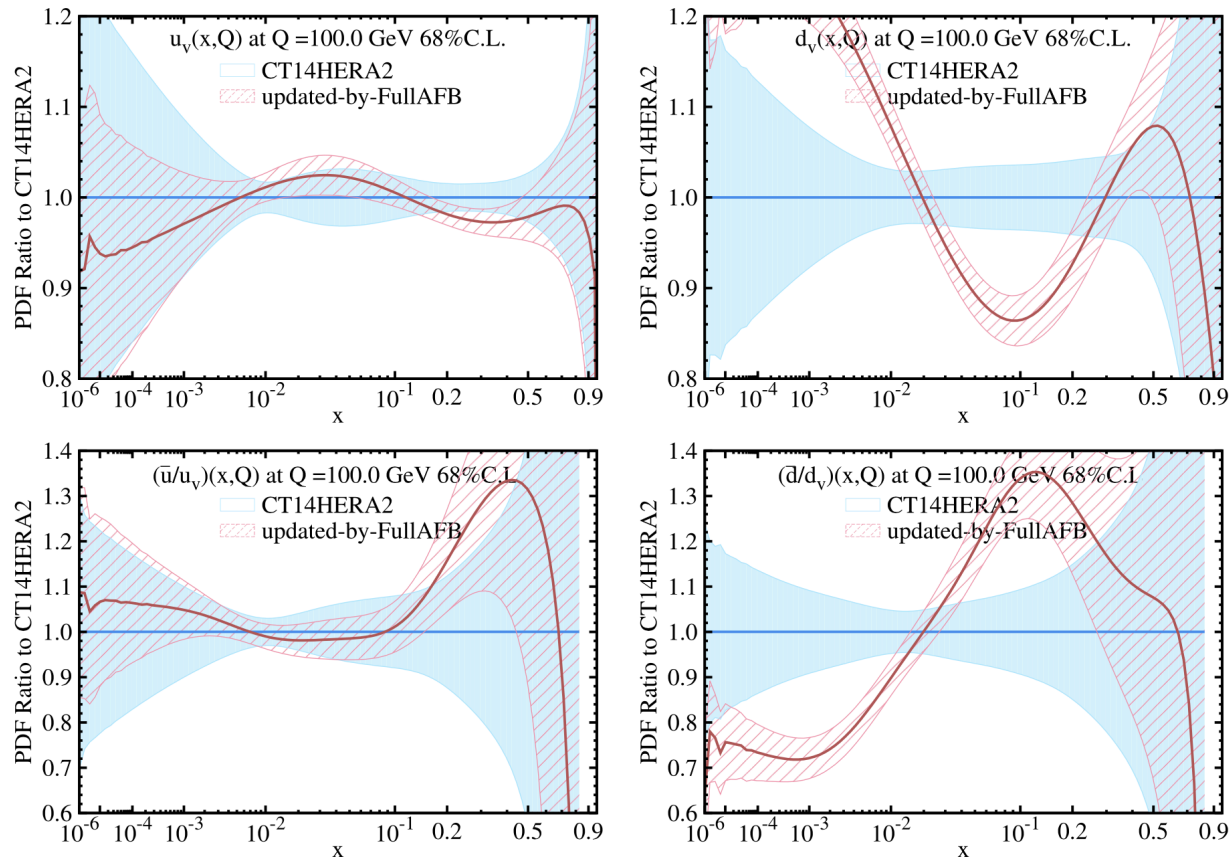 u_v(x,Q) at Q =100.0 GeV 68%C.L.
CT14HERA2
updated-by-FullAFB
PDF Ratio to CT14HERA2
1.2
1.1
1.0
0.9
0.8
10^-6 10^-4 10^-3 10^-2 10^-1 0.2 0.5 0.9
x
d_v(x,Q) at Q =100.0 GeV 68%C.L.
CT14HERA2
updated-by-FullAFB
PDF Ratio to CT14HERA2
1.2
1.1
1.0
0.9
0.8
10^-6 10^-4 10^-3 10^-2 10^-1 0.2 0.5 0.9
x
(ū/u_v)(x,Q) at Q =100.0 GeV 68%C.L
CT14HERA2
updated-by-FullAFB
PDF Ratio to CT14HERA2
1.4
1.3
1.2
1.1
1.0
0.9
0.8
0.7
0.6
10^-6 10^-4 10^-3 10^-2 10^-1 0.2 0.5 0.9
x
(d̄/d_v)(x,Q) at Q =100.0 GeV 68%C.L
CT14HERA2
updated-by-FullAFB
PDF Ratio to CT14HERA2
1.4
1.3
1.2
1.1
1.0
0.9
0.8
0.7
0.6
10^-6 10^-4 10^-3 10^-2 10^-1 0.2 0.5 0.9
x